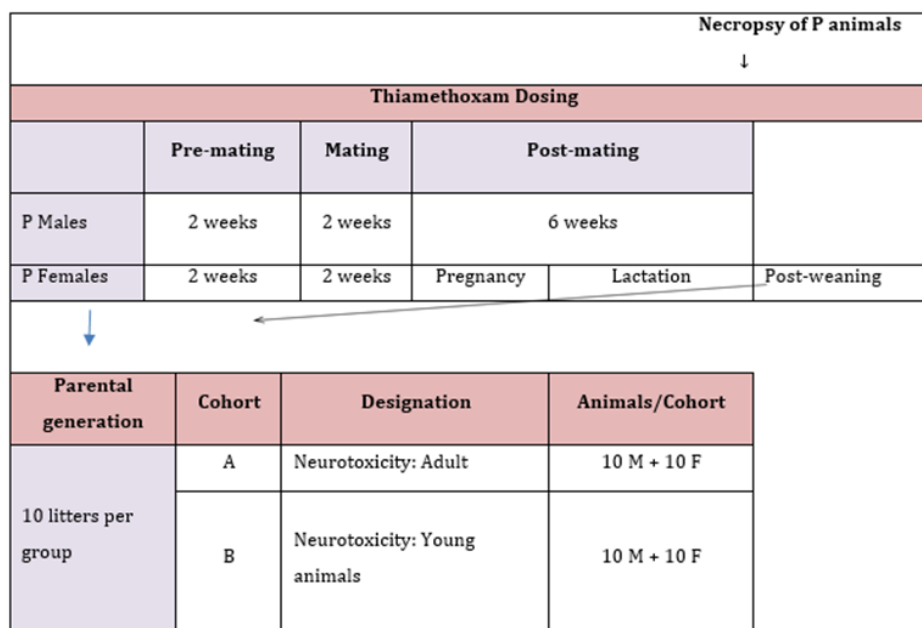 Necropsy of P animals
↓
Thiamethoxam Dosing
Pre-mating Mating Post-mating
P Males 2 weeks 2 weeks 6 weeks
P Females 2 weeks 2 weeks Pregnancy Lactation Post-weaning
Parental
generation
Cohort Designation Animals/Cohort
10 litters per
group
A Neurotoxicity: Adult 10 M + 10 F
B
Neurotoxicity: Young
animals
10 M + 10 F